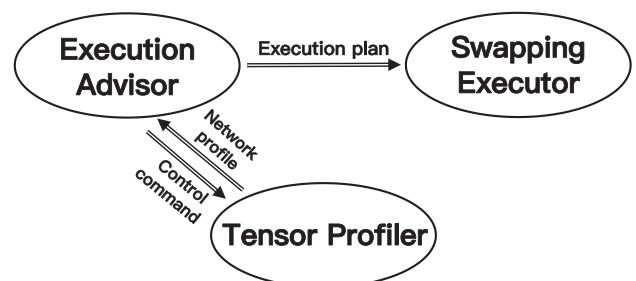 Execution
Advisor
Execution plan
Swapping
Executor
Network
profile
Control
command
Tensor Profiler